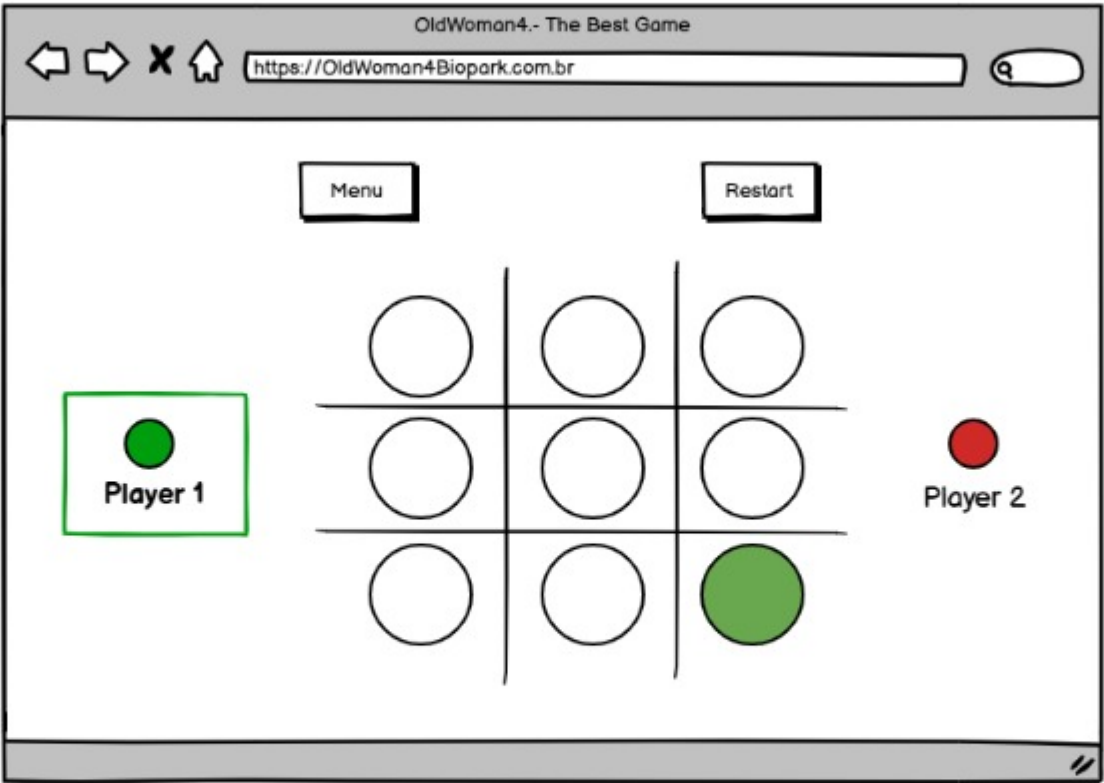 OldWoman4.- The Best Game
https://OldWoman4Biopark.com.br
Menu
Restart
Player 1
Player 2